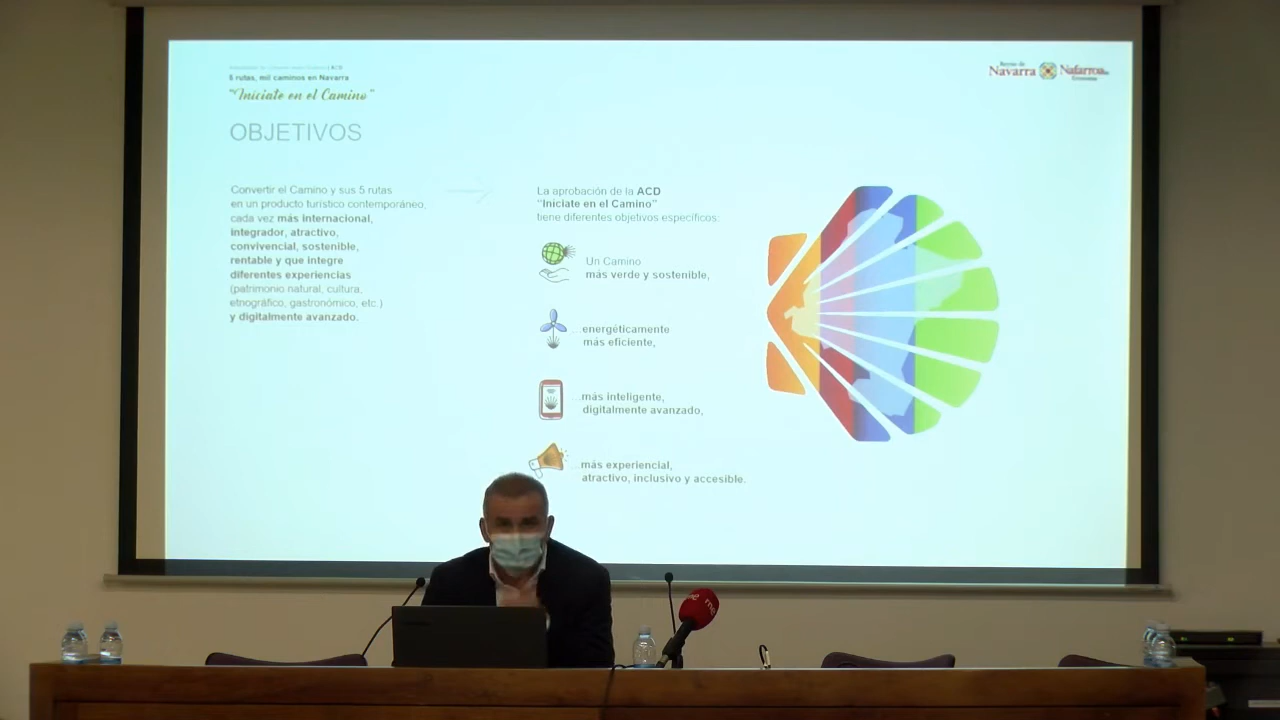 5 rutas, mil caminos en Navarra
"Iníciate en el Camino"
OBJETIVOS
Convertir el Camino y sus 5 rutas
en un producto turístico contemporáneo,
cada vez más internacional,
integrador, atractivo,
convivencial, sostenible,
rentable y que integre
diferentes experiencias
(patrimonio natural, cultura,
etnográfico, gastronómico, etc.)
y digitalmente avanzado.
La aprobación de la ACD
"Iníciate en el Camino"
tiene diferentes objetivos específicos:
Un Camino
más verde y sostenible,
...energéticamente
más eficiente,
...más inteligente,
digitalmente avanzado,
...más experiencial,
atractivo, inclusivo y accesible.
Reyno de
Navarra
Nafarroa
rne